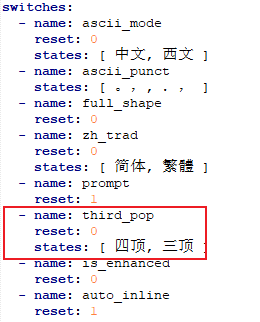 switches:
- name: ascii_mode
reset: 0
states: [ 中文, 西文 ]
- name: ascii_punct
states: [ 。，, ．， ]
- name: full_shape
reset: 0
- name: zh_trad
reset: 0
states: [ 简体, 繁體 ]
- name: prompt
reset: 1
- name: third_pop
reset: 0
states: [ 四顶, 三顶 ]
- name: is_enhanced
reset: 0
- name: auto_inline
reset: 1